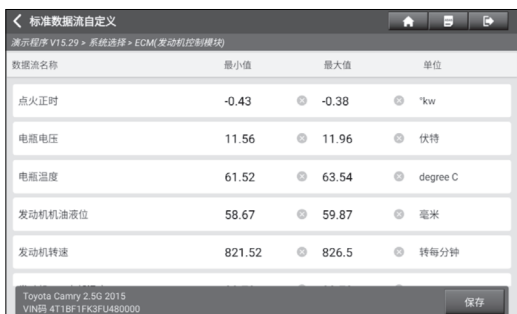 标准数据流自定义
演示程序 V15.29 > 系统选择 > ECM(发动机控制模块)
数据流名称 最小值 最大值 单位
点火正时 -0.43 -0.38 °kw
电瓶电压 11.56 11.96 伏特
电瓶温度 61.52 63.54 degree C
发动机机油液位 58.67 59.87 毫米
发动机转速 821.52 826.5 转每分钟
Toyota Camry 2.5G 2015
VIN码 4T1BF1FK3FU480000
保存